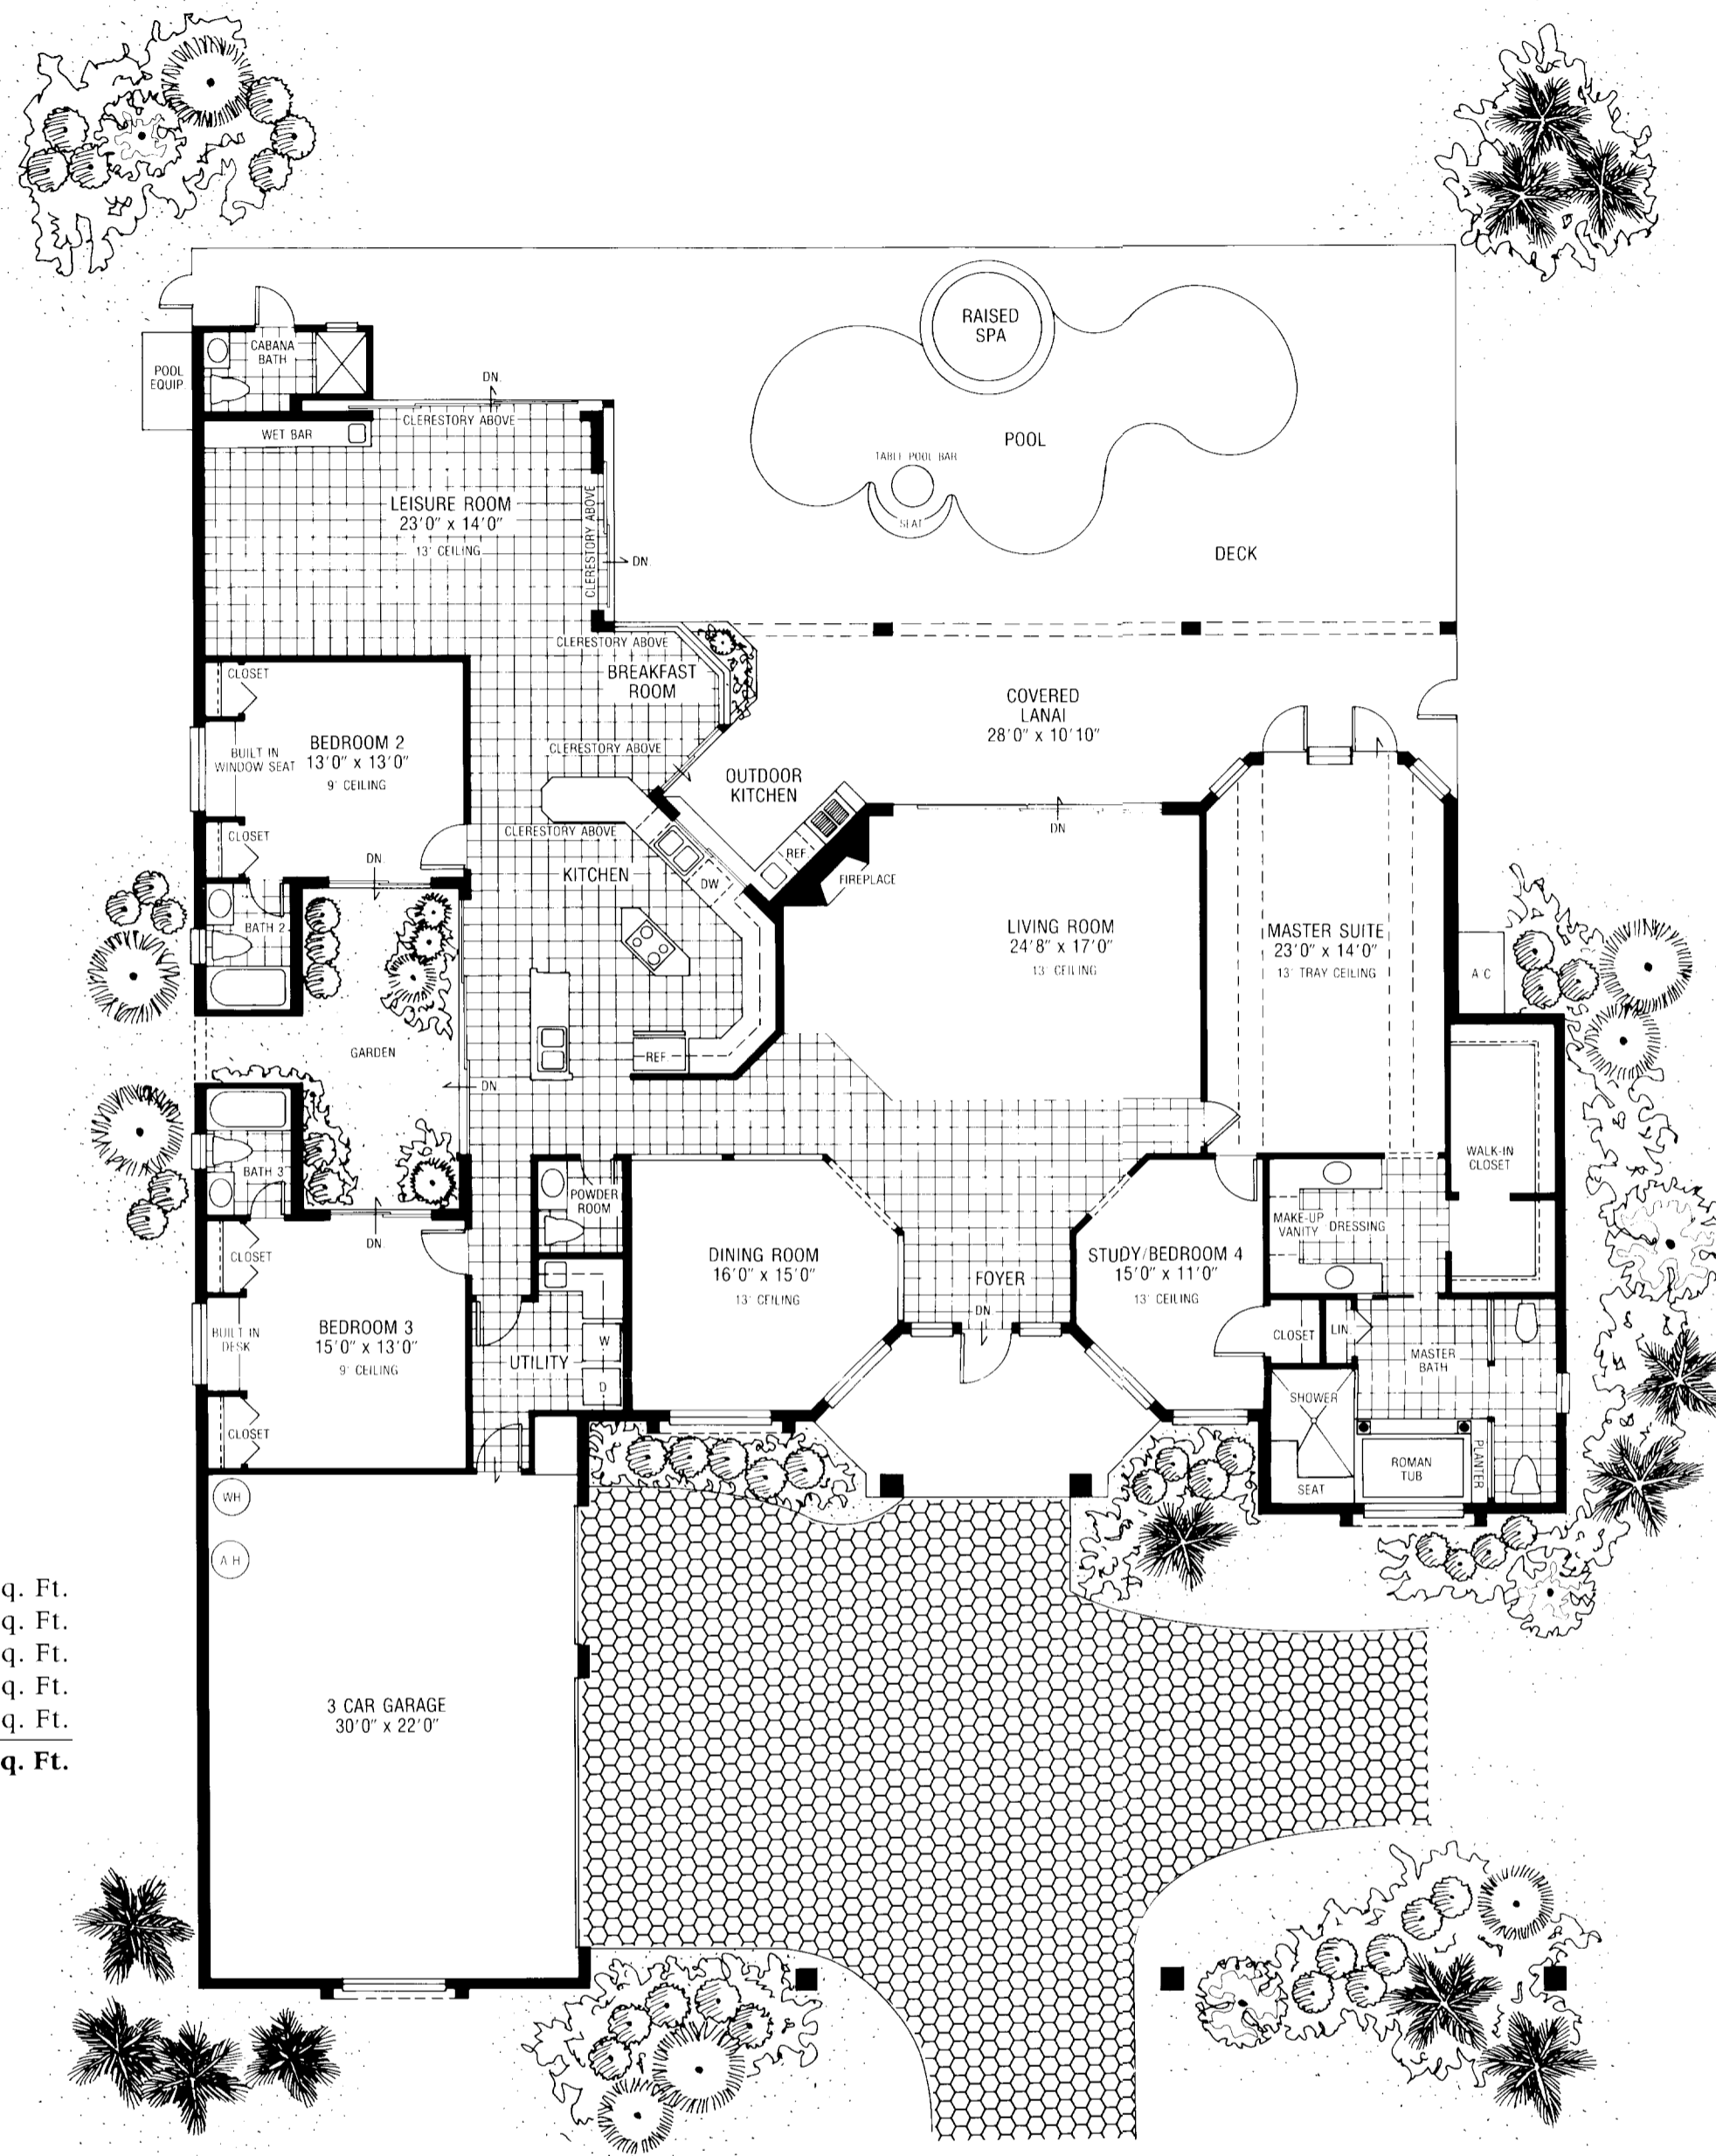 RAISED
SPA
CABANA
BATH
POOL
EQUIP.
DN.
CLERESTORY ABOVE
WET BAR
POOL
TABLE POOL BAR
SEAT
LEISURE ROOM
23'0" x 14'0"
13' CEILING
CLERESTORY ABOVE
DN.
DECK
CLERESTORY ABOVE
BREAKFAST
ROOM
CLOSET
COVERED
LANAI
28'0" x 10'10"
BEDROOM 2
13'0" x 13'0"
9' CEILING
BUILT IN
WINDOW SEAT
CLERESTORY ABOVE
OUTDOOR
KITCHEN
CLOSET
CLERESTORY ABOVE
DN
DN.
REF.
KITCHEN
DW
FIREPLACE
BATH 2
LIVING ROOM
24'8" x 17'0"
13' CEILING
MASTER SUITE
23'0" x 14'0"
13' TRAY CEILING
A C
GARDEN
REF.
DN.
WALK-IN
CLOSET
BATH 3
POWDER
ROOM
MAKE-UP
VANITY
DRESSING
DN.
CLOSET
DINING ROOM
16'0" x 15'0"
13' CEILING
FOYER
DN.
STUDY/BEDROOM 4
15'0" x 11'0"
13' CEILING
BEDROOM 3
15'0" x 13'0"
9' CEILING
BUILT IN
DESK
W
UTILITY
D
CLOSET
LIN.
MASTER
BATH
SHOWER
CLOSET
ROMAN
TUB
PLANTER
SEAT
WH
A H
q. Ft.
q. Ft.
q. Ft.
q. Ft.
q. Ft.
q. Ft.
3 CAR GARAGE
30'0" x 22'0"